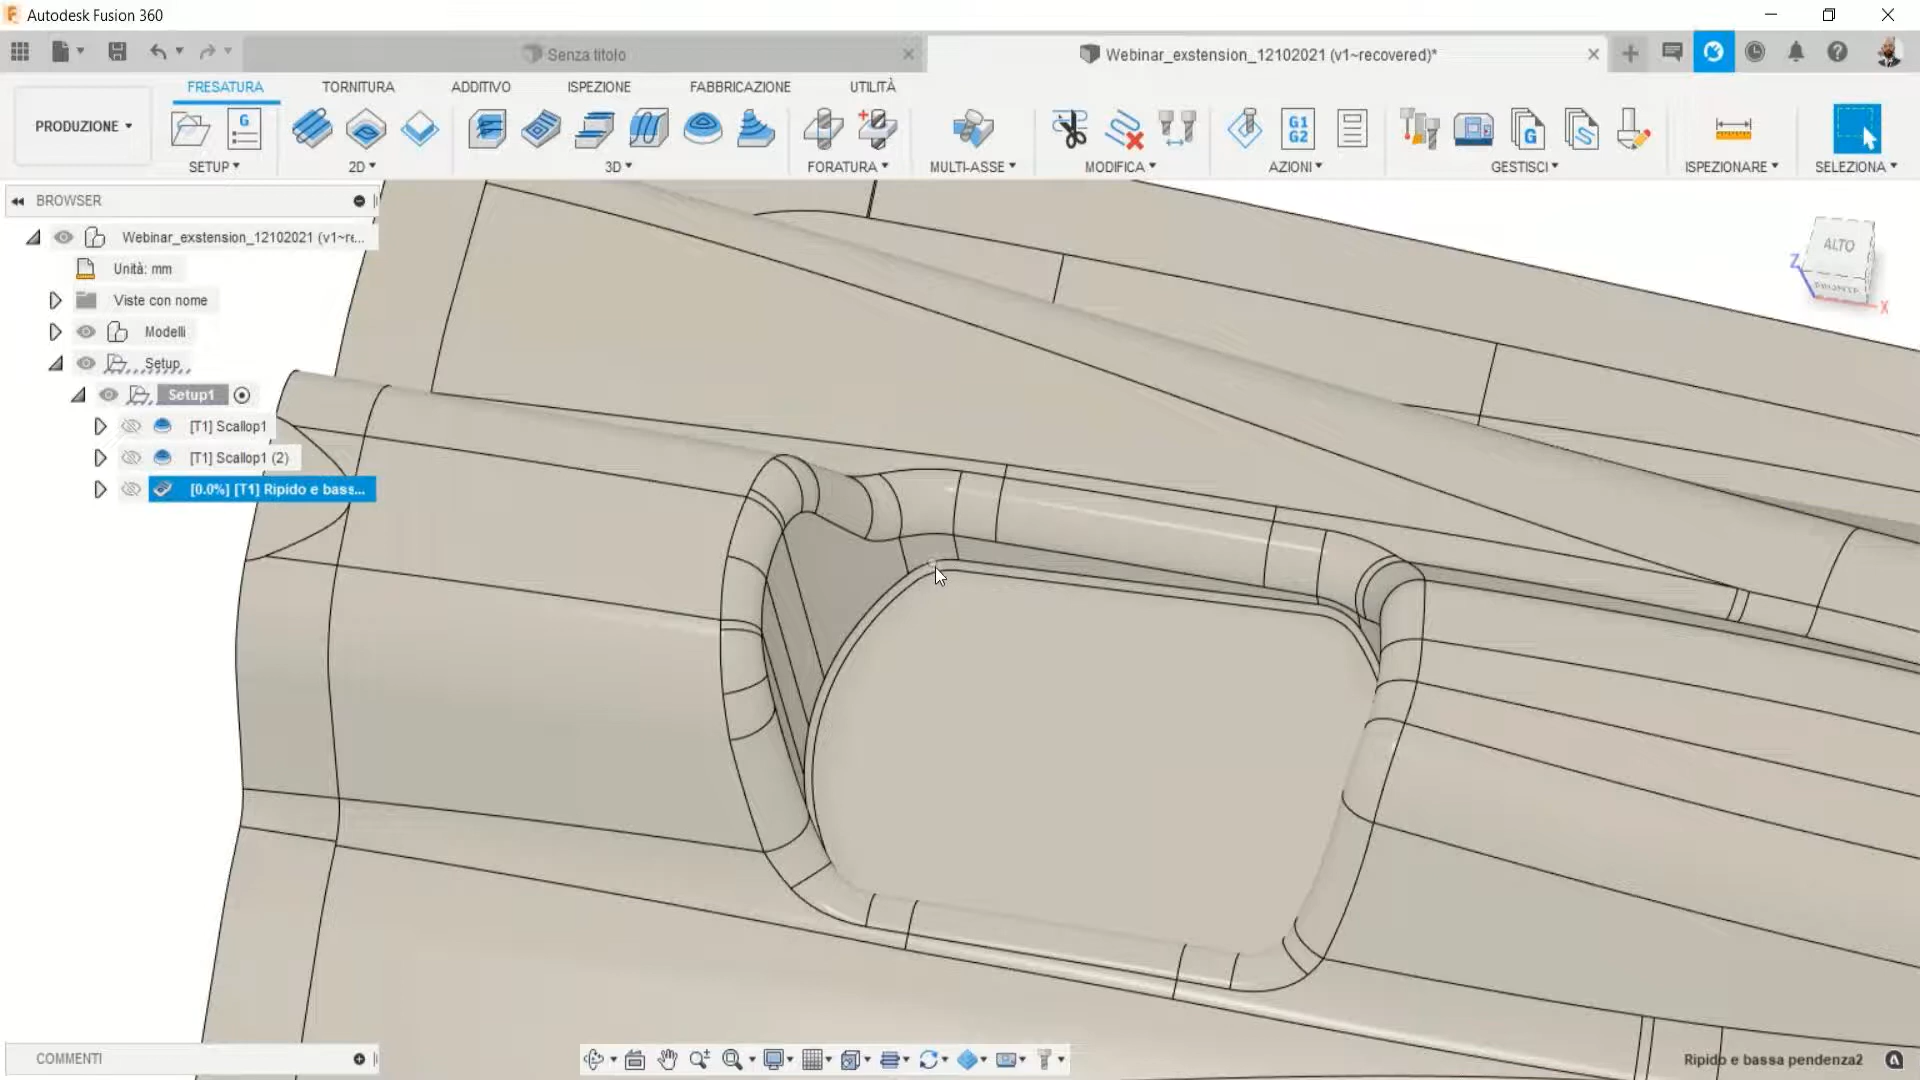 Autodesk Fusion 360
Senza titolo
Webinar_exstension_12102021 (v1~recovered)*
FRESATURA
TORNITURA
ADDITIVO
ISPEZIONE
FABBRICAZIONE
UTILITÀ
PRODUZIONE
G
G1
G2
G
SETUP
2D
3D
FORATURA
MULTI-ASSE
MODIFICA
AZIONI
GESTISCI
ISPEZIONARE
SELEZIONA
BROWSER
Webinar_exstension_12102021 (v1~re...
Unità: mm
Viste con nome
Modelli
Setup
Setup1
[T1] Scallop1
[T1] Scallop1 (2)
[0.0%] [T1] Ripido e bass...
ALTO
Z
X
COMMENTI
Ripido e bassa pendenza2